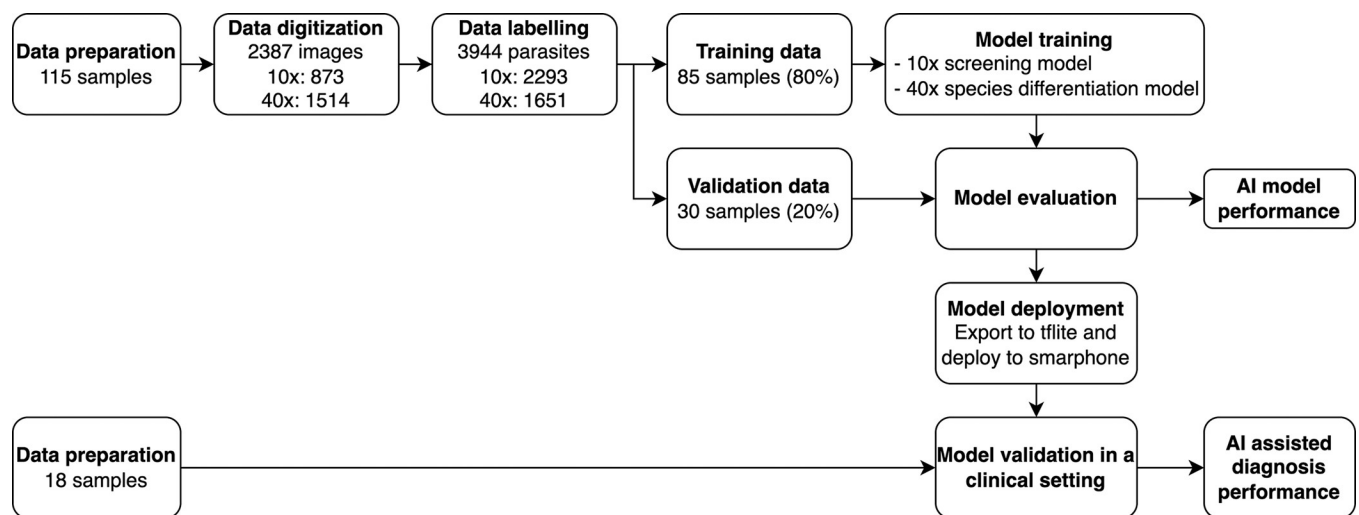 Data preparation
115 samples
Data digitization
2387 images
10x: 873
40x: 1514
Data labelling
3944 parasites
10x: 2293
40x: 1651
Training data
85 samples (80%)
Model training
- 10x screening model
- 40x species differentiation model
Validation data
30 samples (20%)
Model evaluation
AI model
performance
Model deployment
Export to tflite and
deploy to smarphone
Data preparation
18 samples
Model validation in a
clinical setting
AI assisted
diagnosis
performance